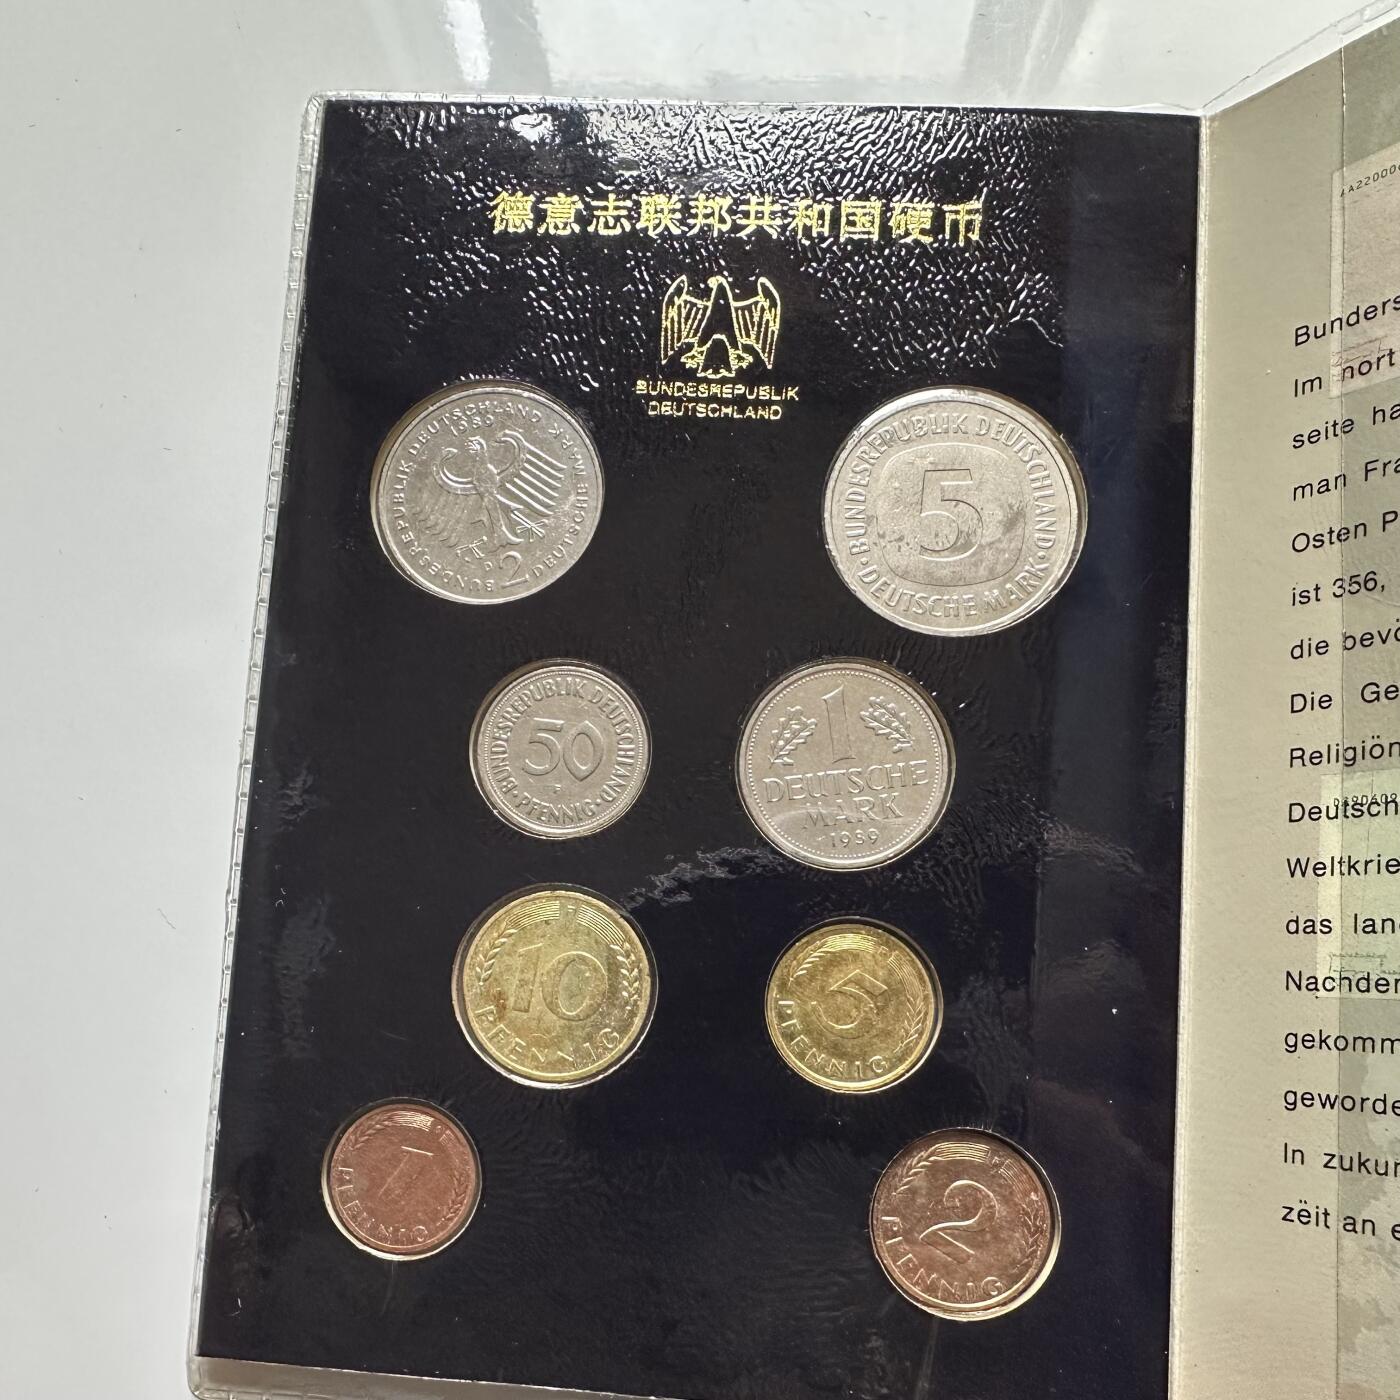 德意志联邦共和国硬币
BUNDESREPUBLIK
DEUTSCHLAND
BUNDESREPUBLIK DEUTSCHLAND
2 DEUTSCHE MARK
D
BUNDESREPUBLIK DEUTSCHLAND
5
DEUTSCHE MARK
BUNDESREPUBLIK DEUTSCHLAND
50
F
PFENNIG
1
DEUTSCHE
MARK
1959
10
PFENNIG
5
PFENNIG
1
PFENNIG
2
PFENNIG
Bunders
Im nort
seite ha
man Fra
Osten P
ist 356,
die bevö
Die Ge
Religiön
Deutsch
Weltkrie
das lan
Nachder
gekomm
geworde
In zukun
zëit an e